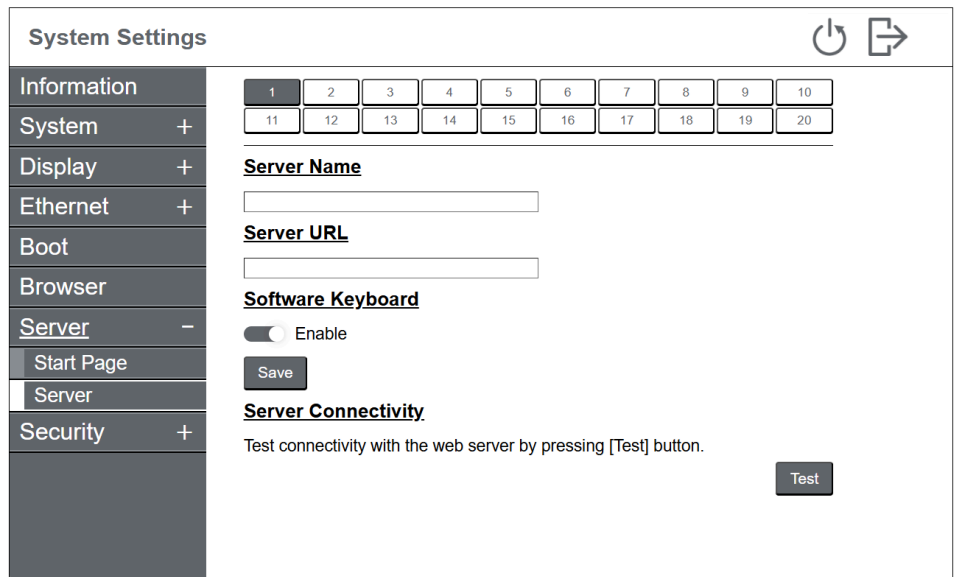 System Settings
Information
System +
Display +
Ethernet +
Boot
Browser
Server −
Start Page
Server
Security +
1 2 3 4 5 6 7 8 9 10
11 12 13 14 15 16 17 18 19 20
Server Name
Server URL
Software Keyboard
Enable
Save
Server Connectivity
Test connectivity with the web server by pressing [Test] button.
Test